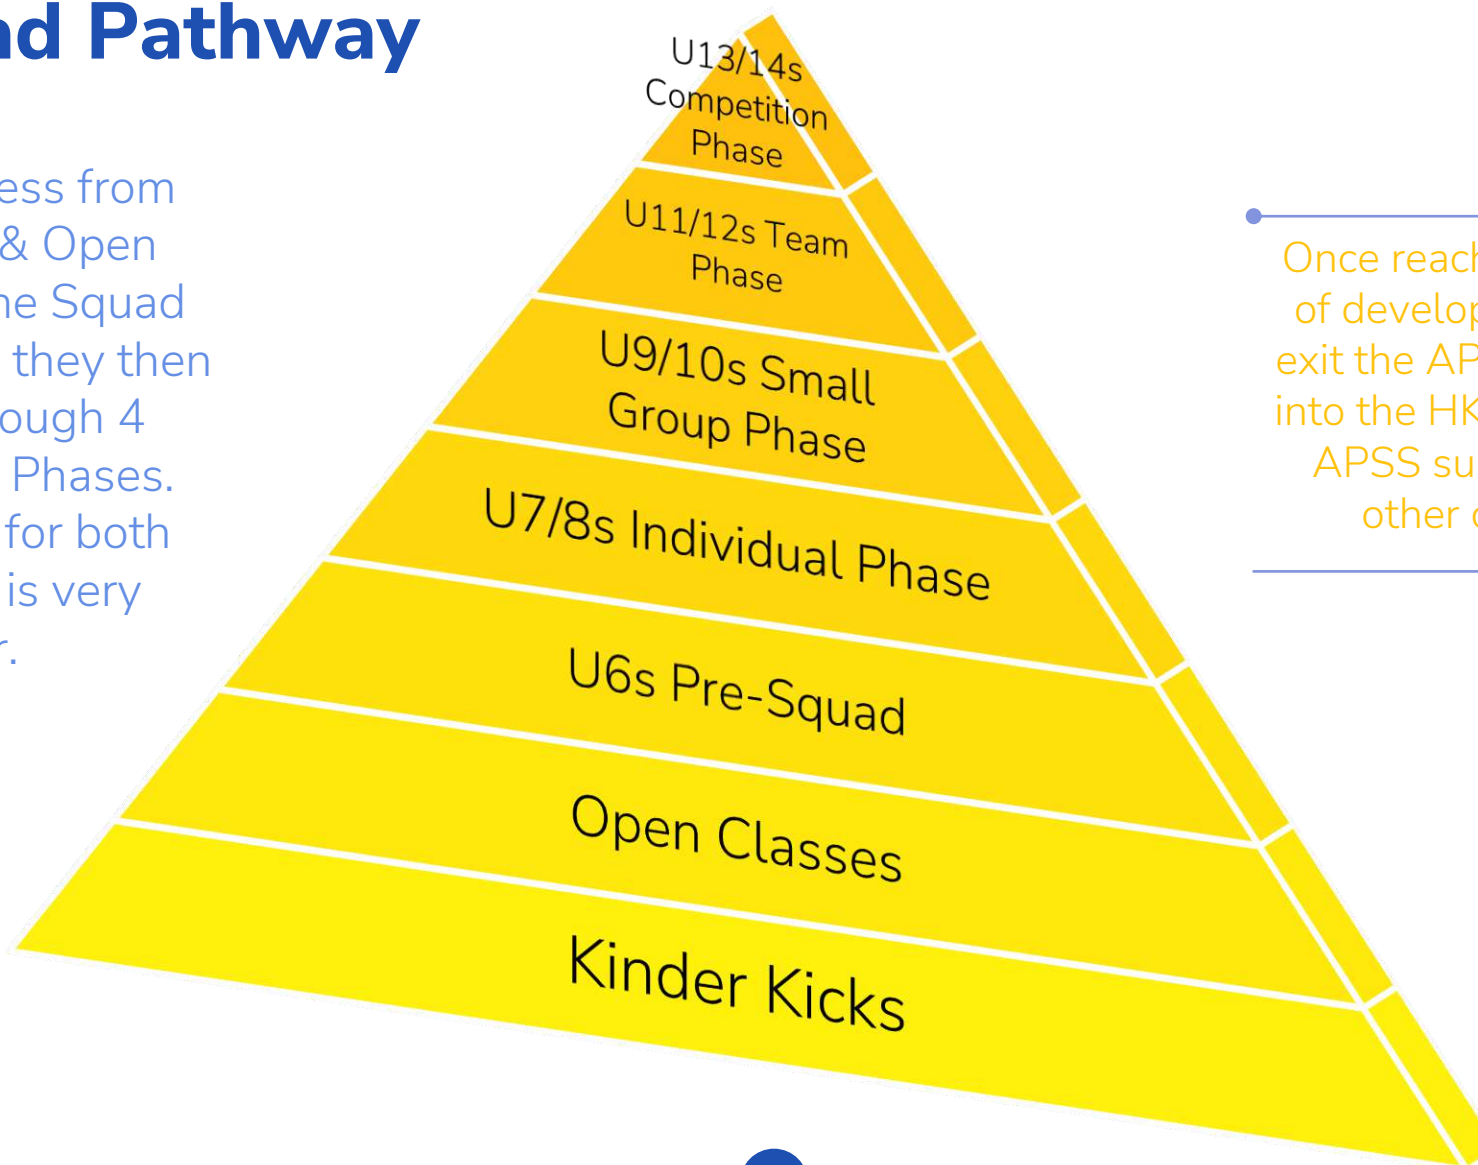 nd Pathway
ess from
& Open
ne Squad
they then
ough 4
Phases.
for both
is very
r.
U13/14s
Competition
Phase
U11/12s Team
Phase
U9/10s Small
Group Phase
U7/8s Individual Phase
U6s Pre-Squad
Open Classes
Kinder Kicks
Once reach
of develop
exit the AP
into the HK
APSS su
other